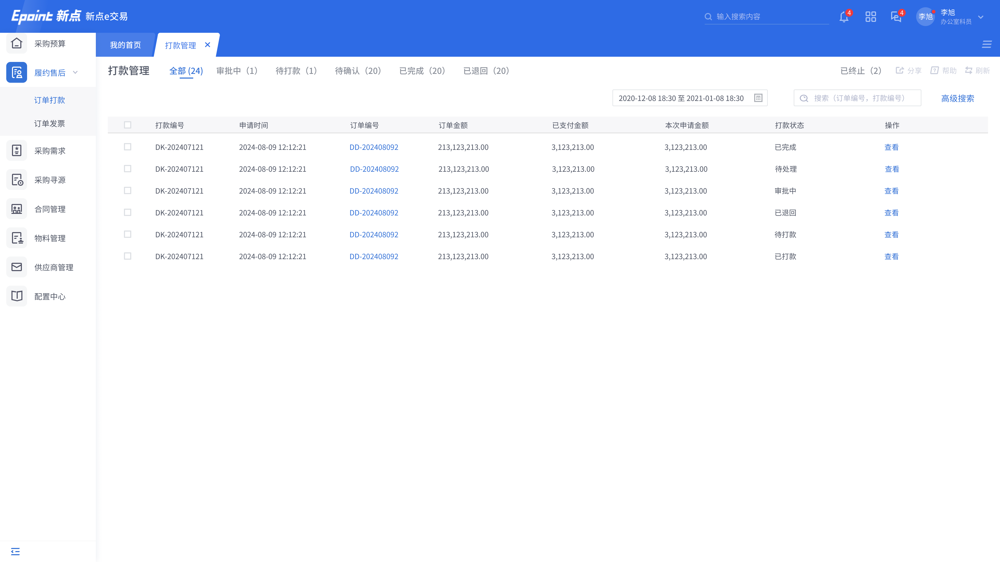 Epoint 新点 新点e交易
输入搜索内容
4
4
李旭
李旭
办公室科员
我的首页
打款管理
采购预算
履约售后
订单打款
订单发票
采购需求
采购寻源
合同管理
物料管理
供应商管理
配置中心
打款管理 全部 (24) 审批中（1） 待打款（1） 待确认（20） 已完成（20） 已退回（20） 已终止（2） 分享 帮助 刷新
2020-12-08 18:30 至 2021-01-08 18:30 搜索（订单编号，打款编号） 高级搜索
打款编号 申请时间 订单编号 订单金额 已支付金额 本次申请金额 打款状态 操作
DK-202407121 2024-08-09 12:12:21 DD-202408092 213,123,213.00 3,123,213.00 3,123,213.00 已完成 查看
DK-202407121 2024-08-09 12:12:21 DD-202408092 213,123,213.00 3,123,213.00 3,123,213.00 待处理 查看
DK-202407121 2024-08-09 12:12:21 DD-202408092 213,123,213.00 3,123,213.00 3,123,213.00 审批中 查看
DK-202407121 2024-08-09 12:12:21 DD-202408092 213,123,213.00 3,123,213.00 3,123,213.00 已退回 查看
DK-202407121 2024-08-09 12:12:21 DD-202408092 213,123,213.00 3,123,213.00 3,123,213.00 待打款 查看
DK-202407121 2024-08-09 12:12:21 DD-202408092 213,123,213.00 3,123,213.00 3,123,213.00 已打款 查看